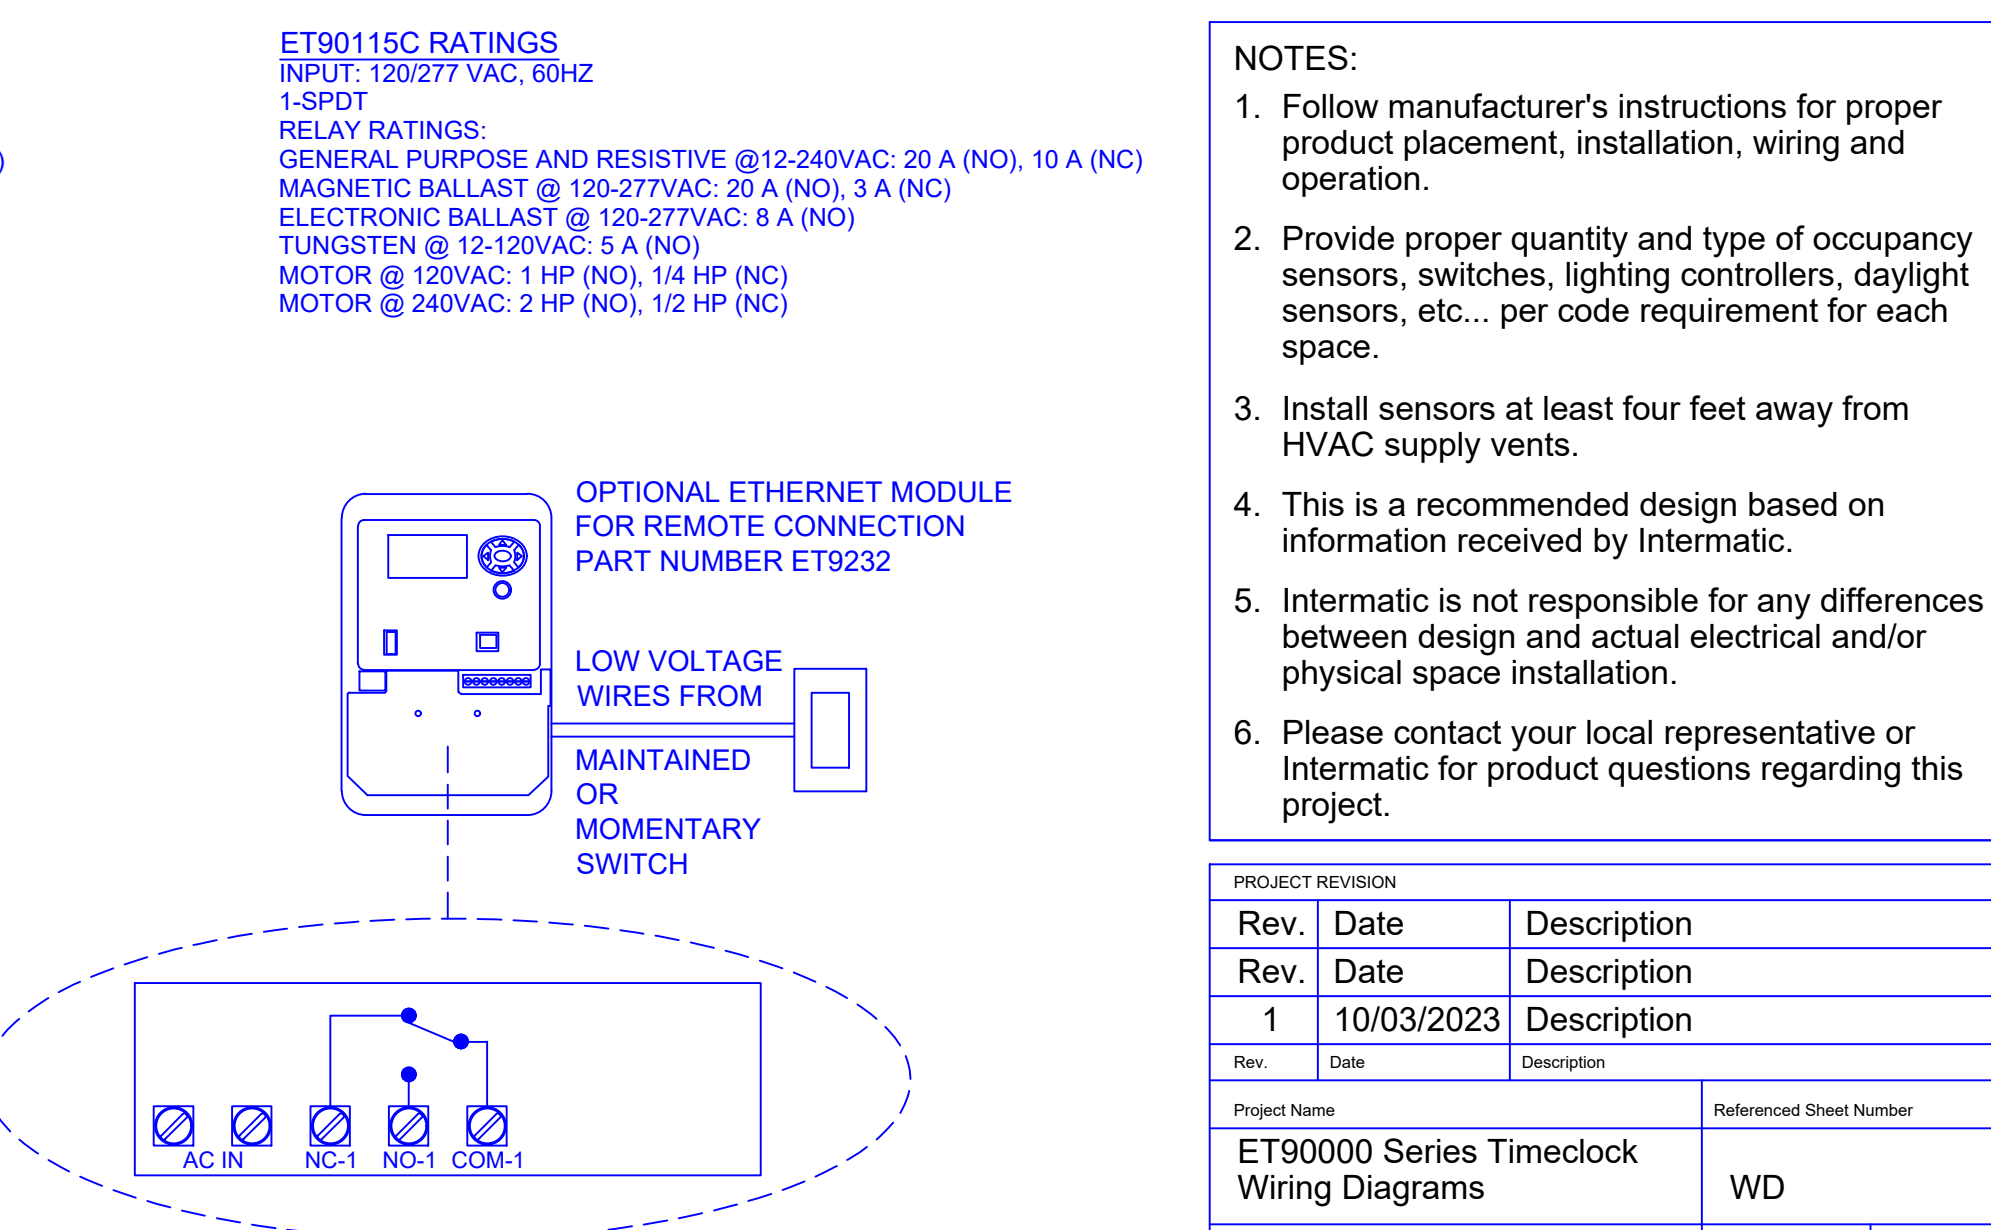 )
ET90115C RATINGS
INPUT: 120/277 VAC, 60HZ
1-SPDT
RELAY RATINGS:
GENERAL PURPOSE AND RESISTIVE @12-240VAC: 20 A (NO), 10 A (NC)
MAGNETIC BALLAST @ 120-277VAC: 20 A (NO), 3 A (NC)
ELECTRONIC BALLAST @ 120-277VAC: 8 A (NO)
TUNGSTEN @ 12-120VAC: 5 A (NO)
MOTOR @ 120VAC: 1 HP (NO), 1/4 HP (NC)
MOTOR @ 240VAC: 2 HP (NO), 1/2 HP (NC)
OPTIONAL ETHERNET MODULE
FOR REMOTE CONNECTION
PART NUMBER ET9232
LOW VOLTAGE
WIRES FROM
MAINTAINED
OR
MOMENTARY
SWITCH
AC IN
NC-1
NO-1
COM-1
NOTES:
1. Follow manufacturer's instructions for proper
product placement, installation, wiring and
operation.
2. Provide proper quantity and type of occupancy
sensors, switches, lighting controllers, daylight
sensors, etc... per code requirement for each
space.
3. Install sensors at least four feet away from
HVAC supply vents.
4. This is a recommended design based on
information received by Intermatic.
5. Intermatic is not responsible for any differences
between design and actual electrical and/or
physical space installation.
6. Please contact your local representative or
Intermatic for product questions regarding this
project.
PROJECT REVISION
Rev. Date Description
Rev. Date Description
1 10/03/2023 Description
Rev. Date Description
Project Name
Referenced Sheet Number
ET90000 Series Timeclock
Wiring Diagrams
WD